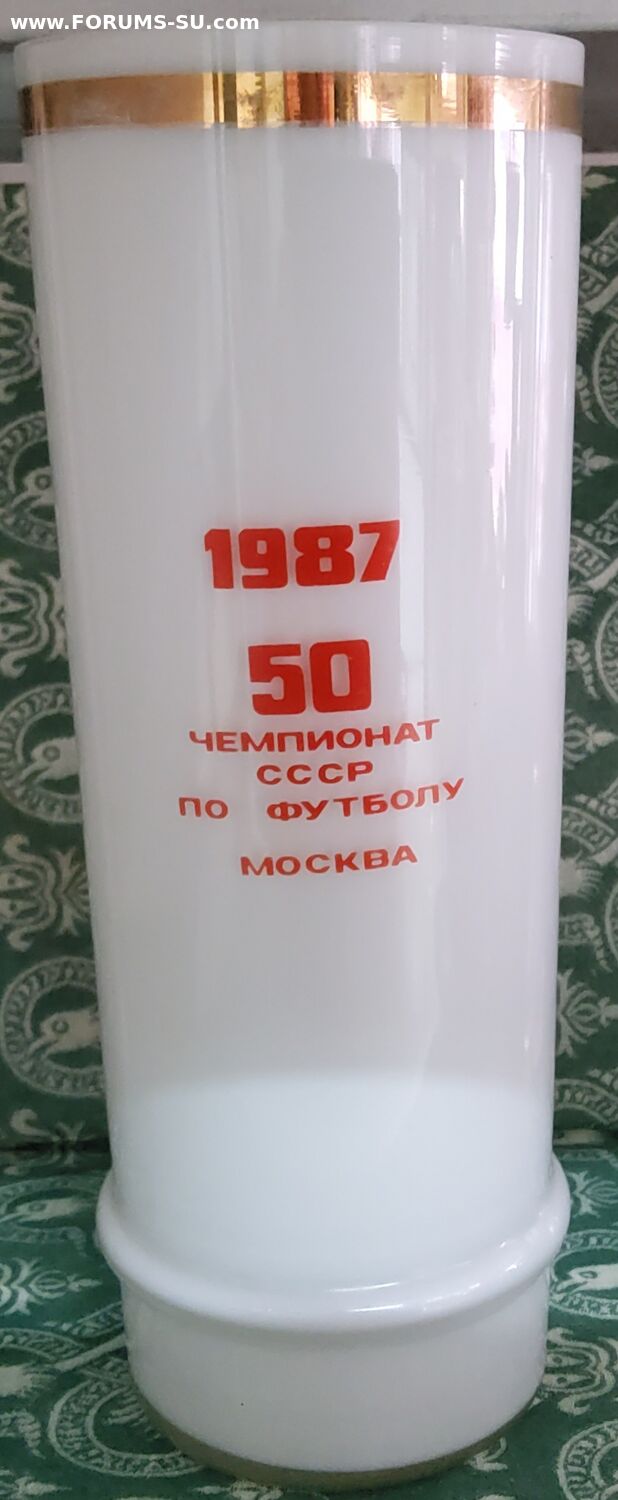 www.FORUMS-SU.com
1987
50
ЧЕМПИОНАТ
СССР
ПО ФУТБОЛУ
МОСКВА